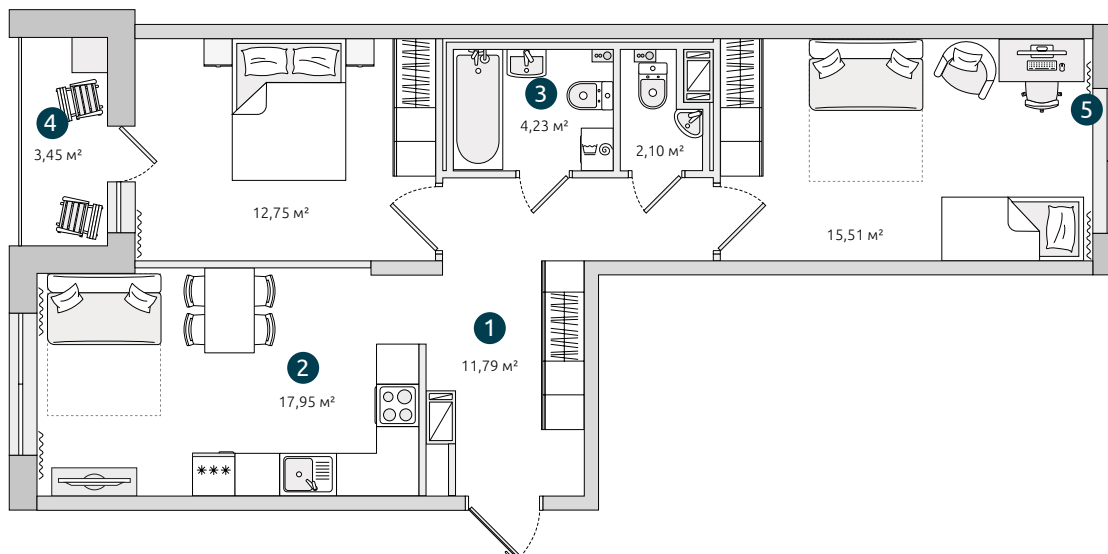 4
3,45 м²
12,75 м²
3
4,23 м²
2,10 м²
5
15,51 м²
1
11,79 м²
2
17,95 м²
***